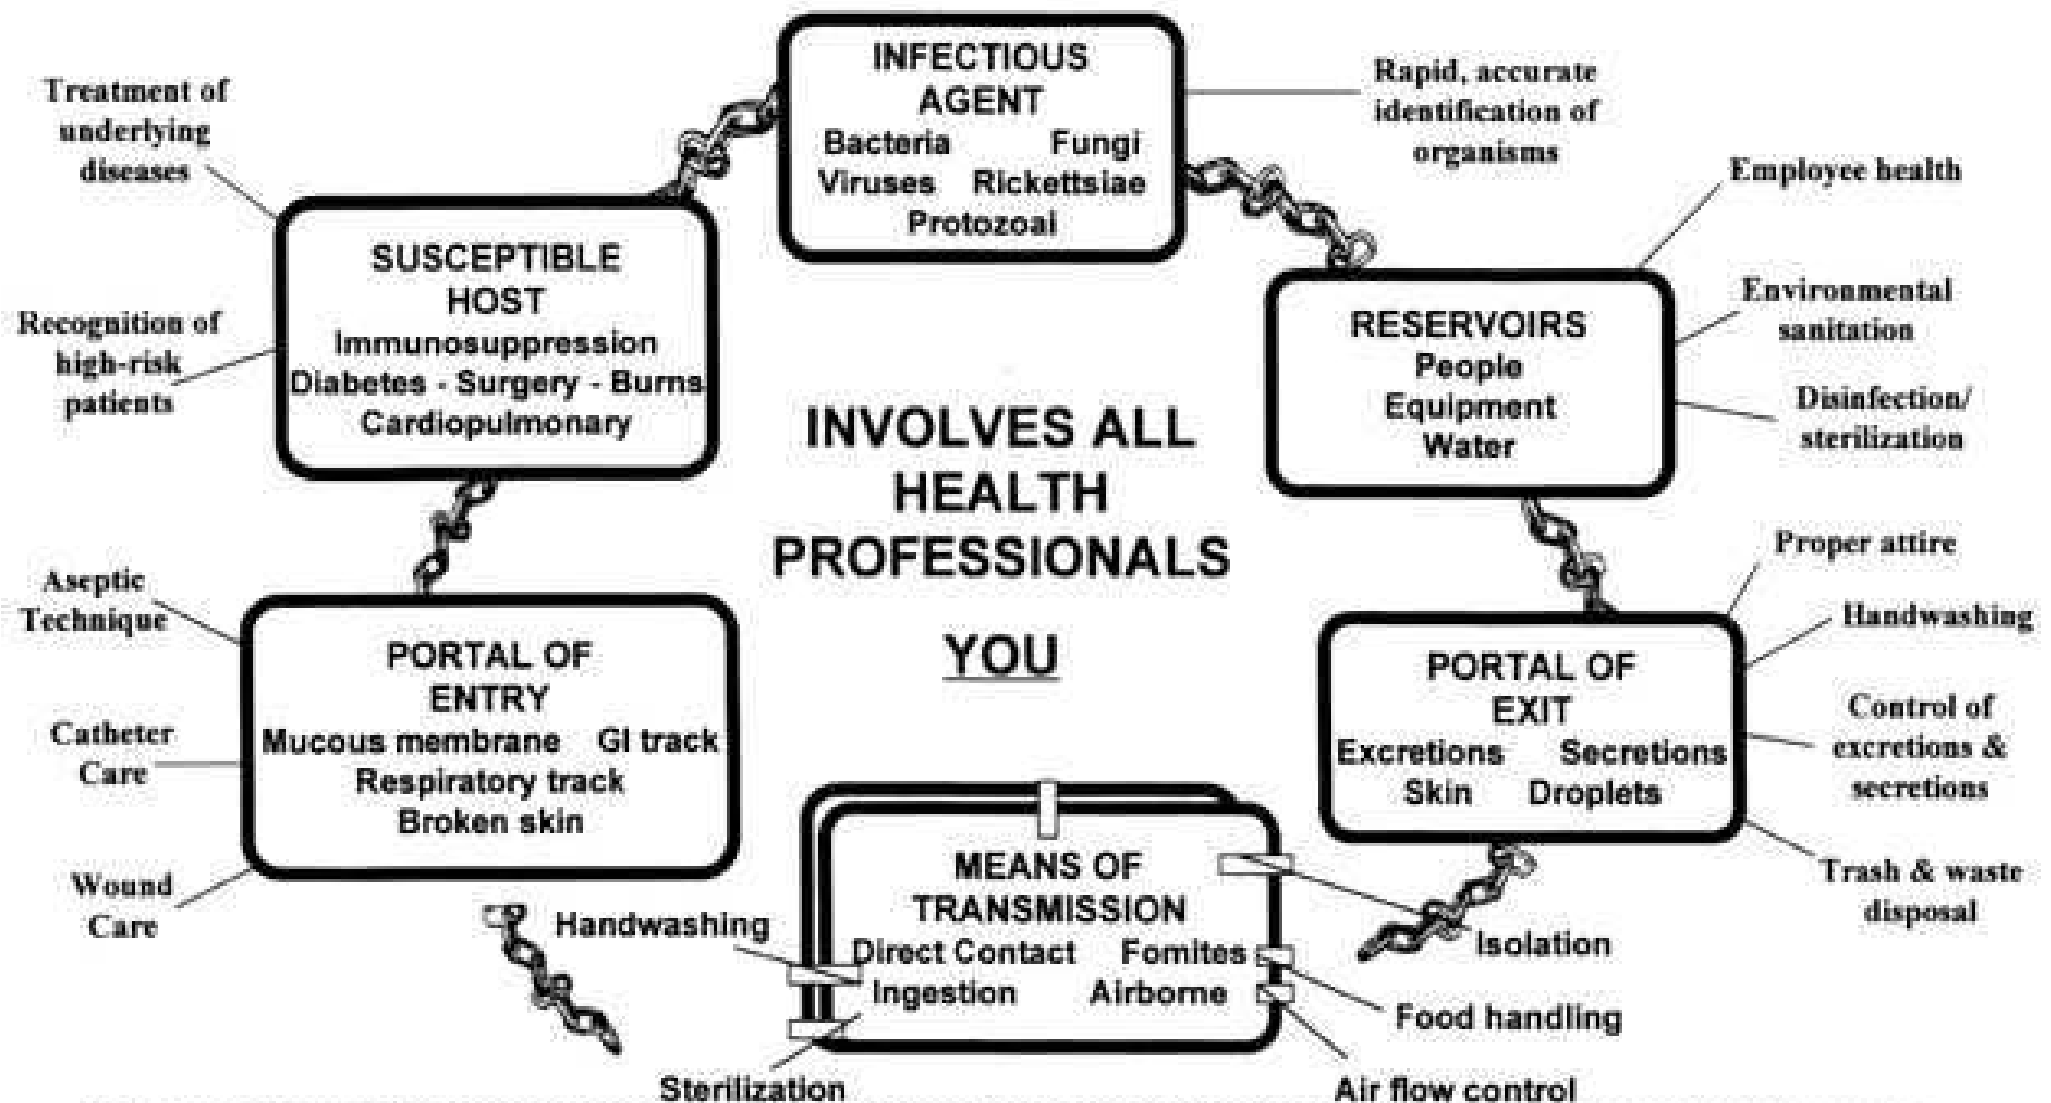 INFECTIOUS
AGENT
Bacteria Fungi
Viruses Rickettsiae
Protozoai
Rapid, accurate
identification of
organisms
Treatment of
underlying
diseases
Recognition of
high-risk
patients
SUSCEPTIBLE
HOST
Immunosuppression
Diabetes - Surgery - Burns
Cardiopulmonary
Employee health
Environmental
sanitation
Disinfection/
sterilization
RESERVOIRS
People
Equipment
Water
INVOLVES ALL
HEALTH
PROFESSIONALS
YOU
Aseptic
Technique
Catheter
Care
Wound
Care
PORTAL OF
ENTRY
Mucous membrane GI track
Respiratory track
Broken skin
Proper attire
Handwashing
Control of
excretions &
secretions
Trash & waste
disposal
PORTAL OF
EXIT
Excretions Secretions
Skin Droplets
MEANS OF
TRANSMISSION
Direct Contact Fomites
Ingestion Airborne
Handwashing
Sterilization
Isolation
Food handling
Air flow control